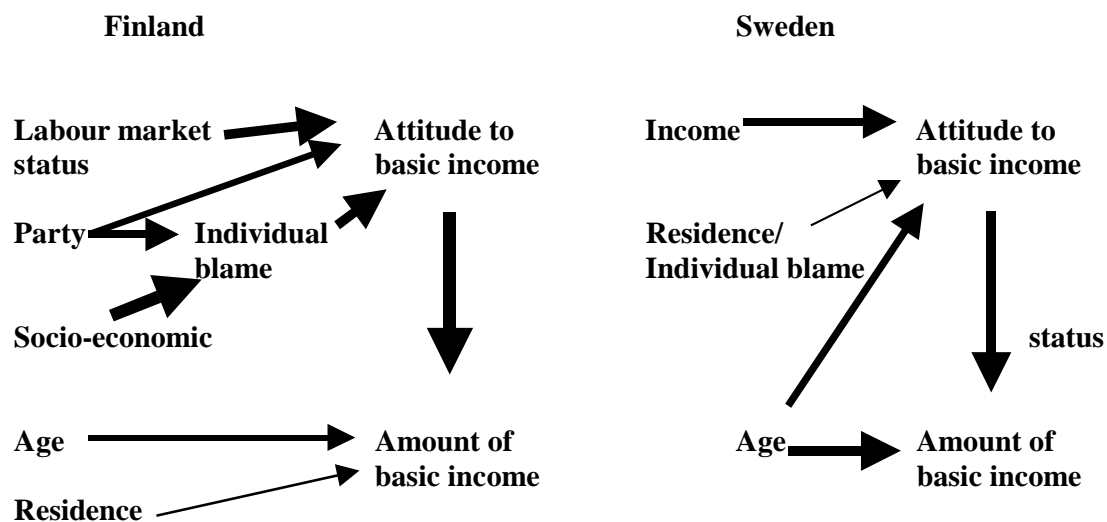 Finland
Labour market
status
Attitude to
basic income
Party
Individual
blame
Socio-economic
Age
Amount of
basic income
Residence
Sweden
Income
Attitude to
basic income
Residence/
Individual blame
status
Age
Amount of
basic income